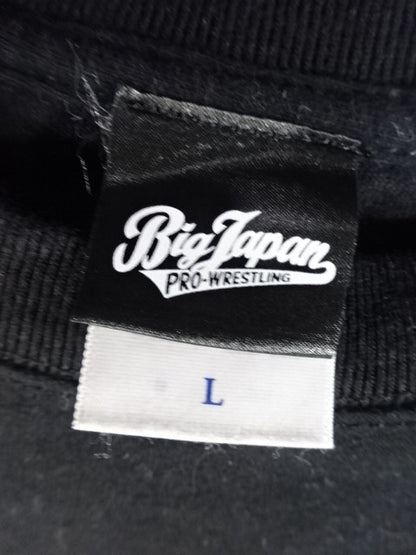 Big Japan
PRO-WRESTLING
L